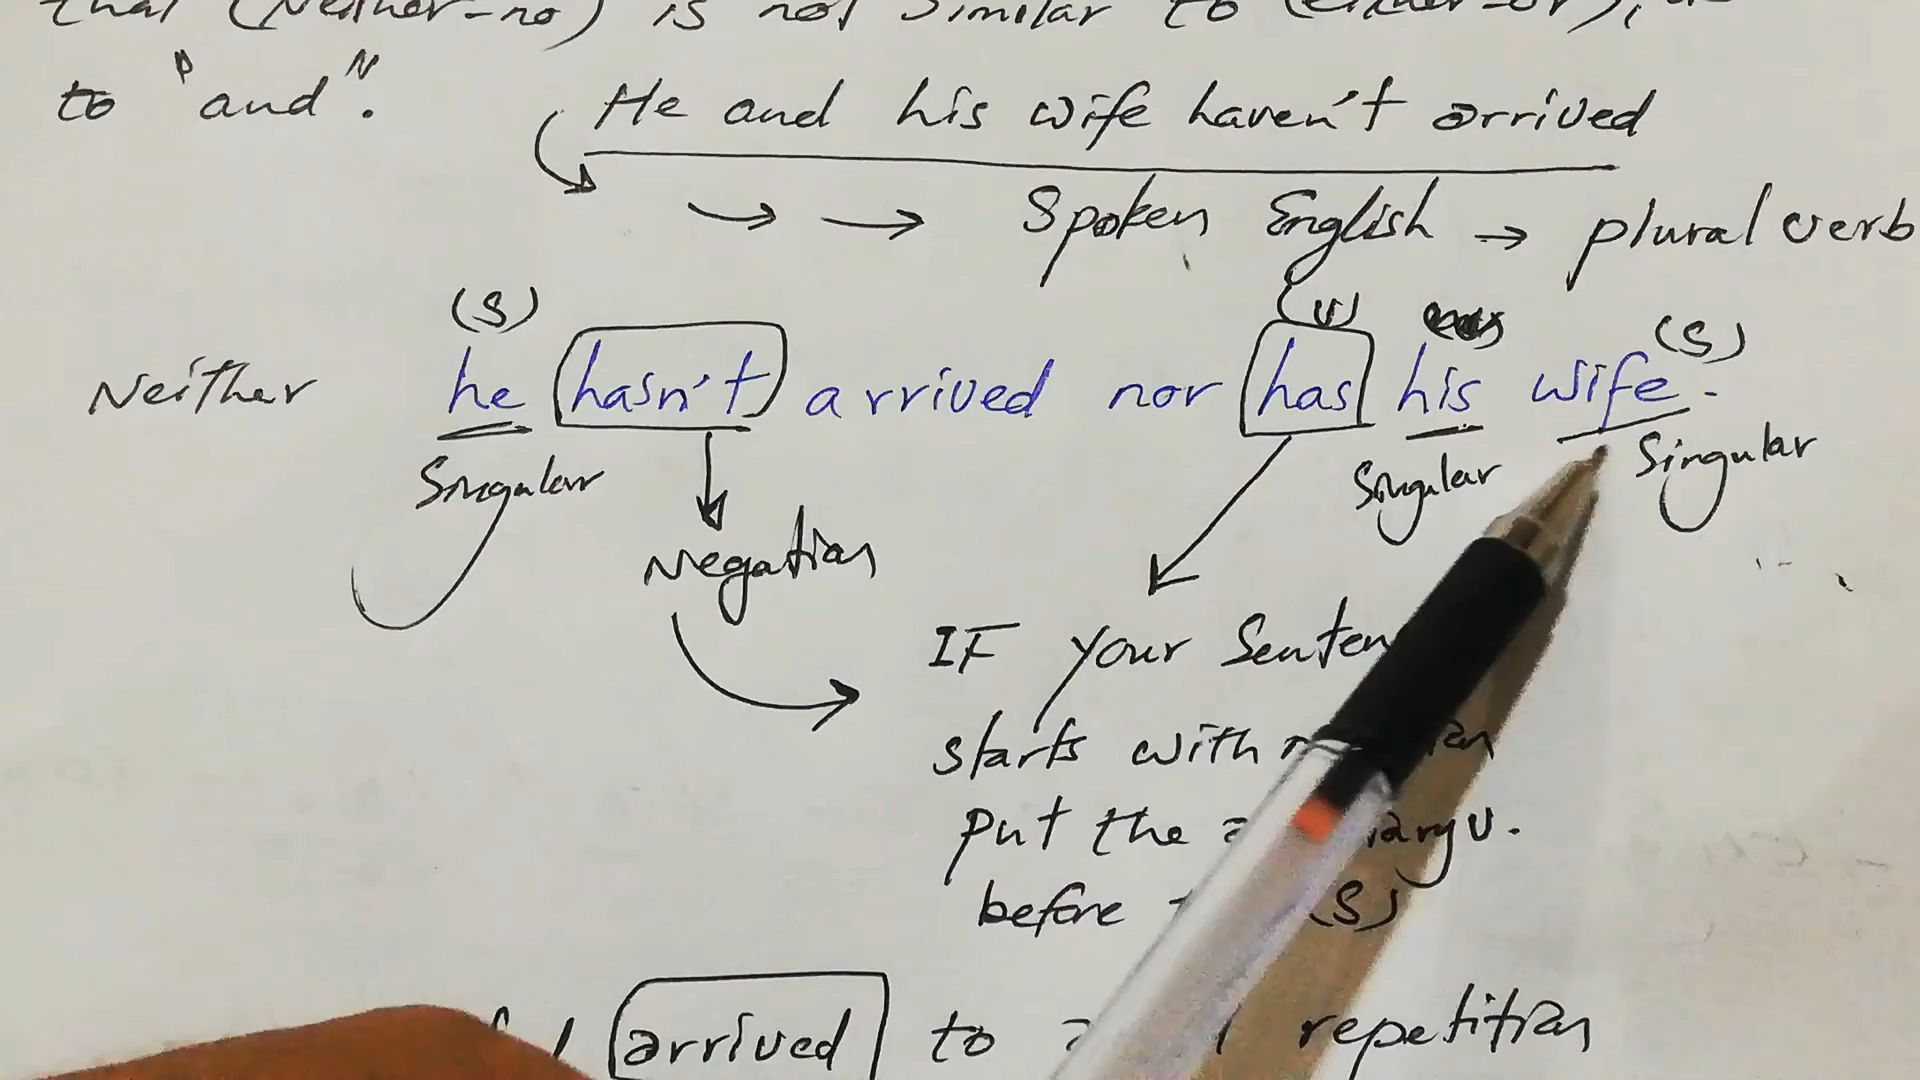 that (Neither-no) is not similar to (either-or),
to "and". He and his wife haven't arrived
Spoken English → plural verb
(S) (v) (S)
Neither he hasn't arrived nor has his wife.
Singular Singular Singular
Negation
IF your Senten
starts with
put the v.
before (S)
arrived to repetition